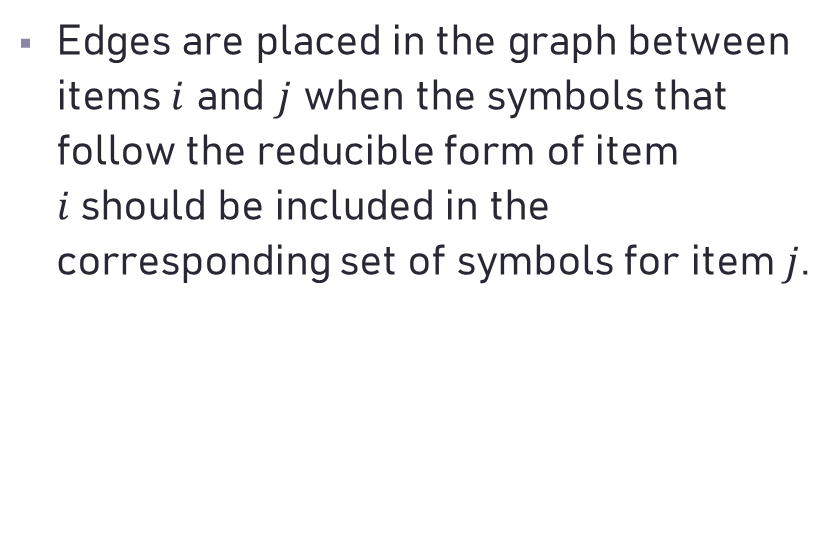 ▪ Edges are placed in the graph between
items i and j when the symbols that
follow the reducible form of item
i should be included in the
corresponding set of symbols for item j.